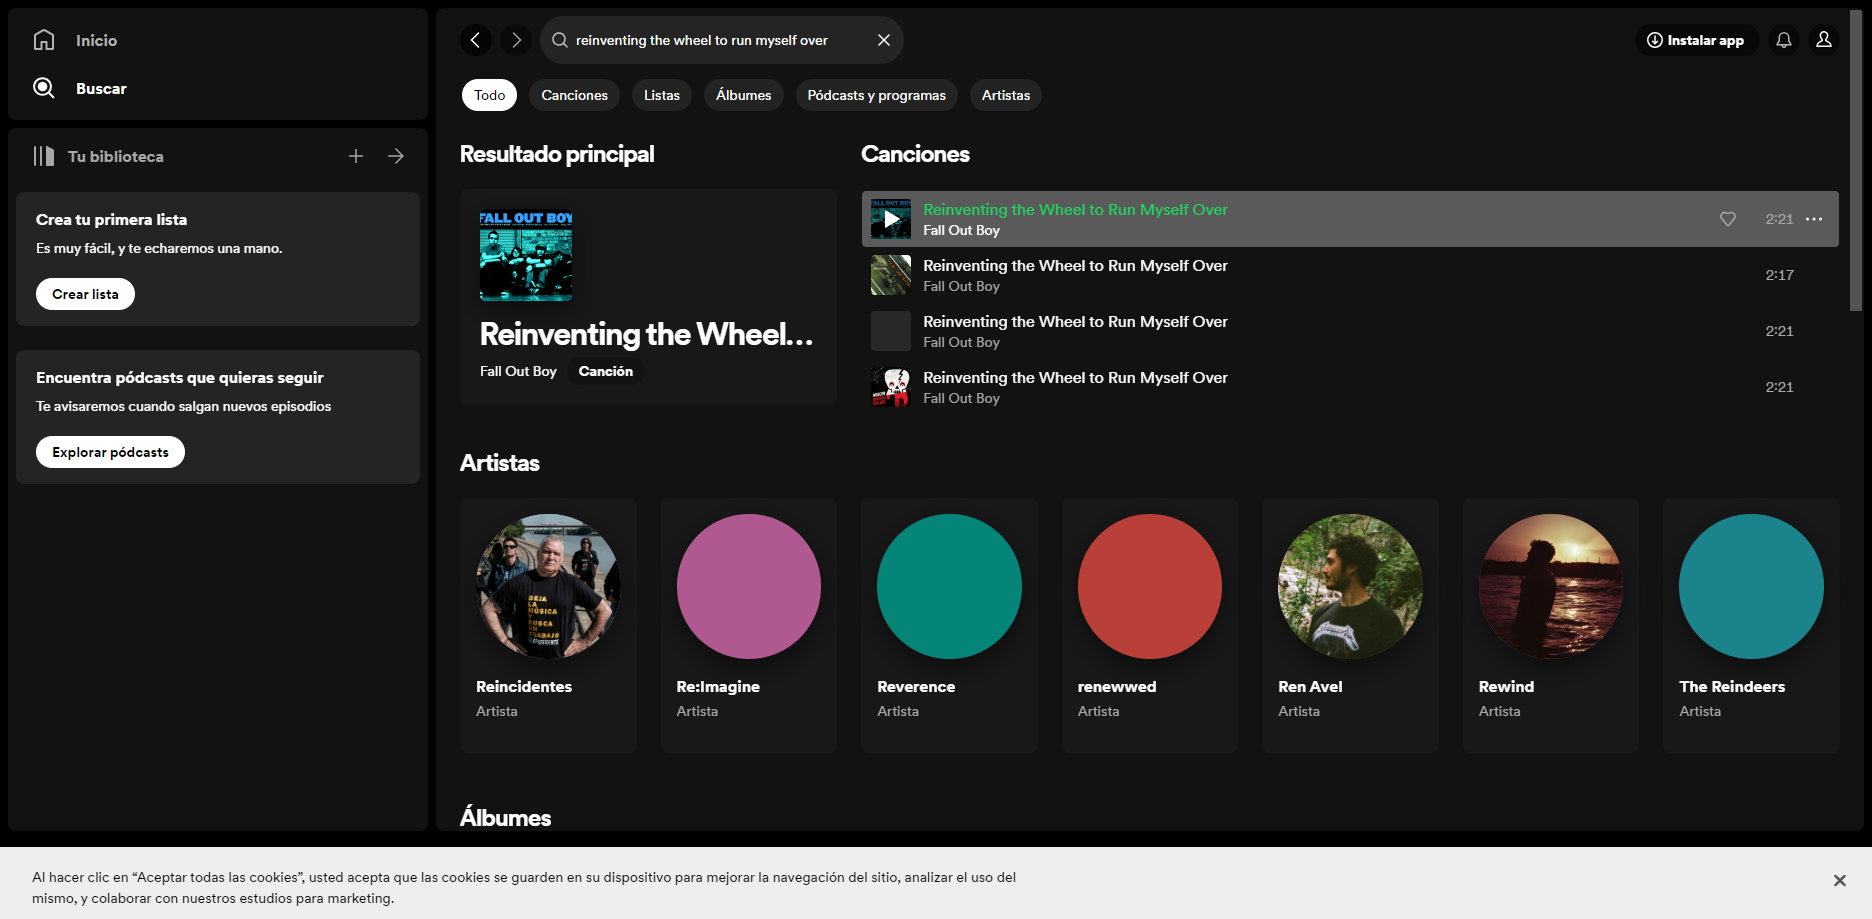 Inicio
Buscar
Tu biblioteca
Crea tu primera lista
Es muy fácil, y te echaremos una mano.
Crear lista
Encuentra pódcasts que quieras seguir
Te avisaremos cuando salgan nuevos episodios
Explorar pódcasts
reinventing the wheel to run myself over
Instalar app
Todo
Canciones
Listas
Álbumes
Pódcasts y programas
Artistas
Resultado principal
FALL OUT BOY
Reinventing the Wheel...
Fall Out Boy
Canción
Canciones
Reinventing the Wheel to Run Myself Over
Fall Out Boy
2:21
Reinventing the Wheel to Run Myself Over
Fall Out Boy
2:17
Reinventing the Wheel to Run Myself Over
Fall Out Boy
2:21
Reinventing the Wheel to Run Myself Over
Fall Out Boy
2:21
Artistas
DEJA
LA
MÚSICA
Y
BUSCA
UN
TRABAJO
Reincidentes
Artista
Re:Imagine
Artista
Reverence
Artista
renewwed
Artista
Ren Avel
Artista
Rewind
Artista
The Reindeers
Artista
Álbumes
Al hacer clic en “Aceptar todas las cookies”, usted acepta que las cookies se guarden en su dispositivo para mejorar la navegación del sitio, analizar el uso del
mismo, y colaborar con nuestros estudios para marketing.